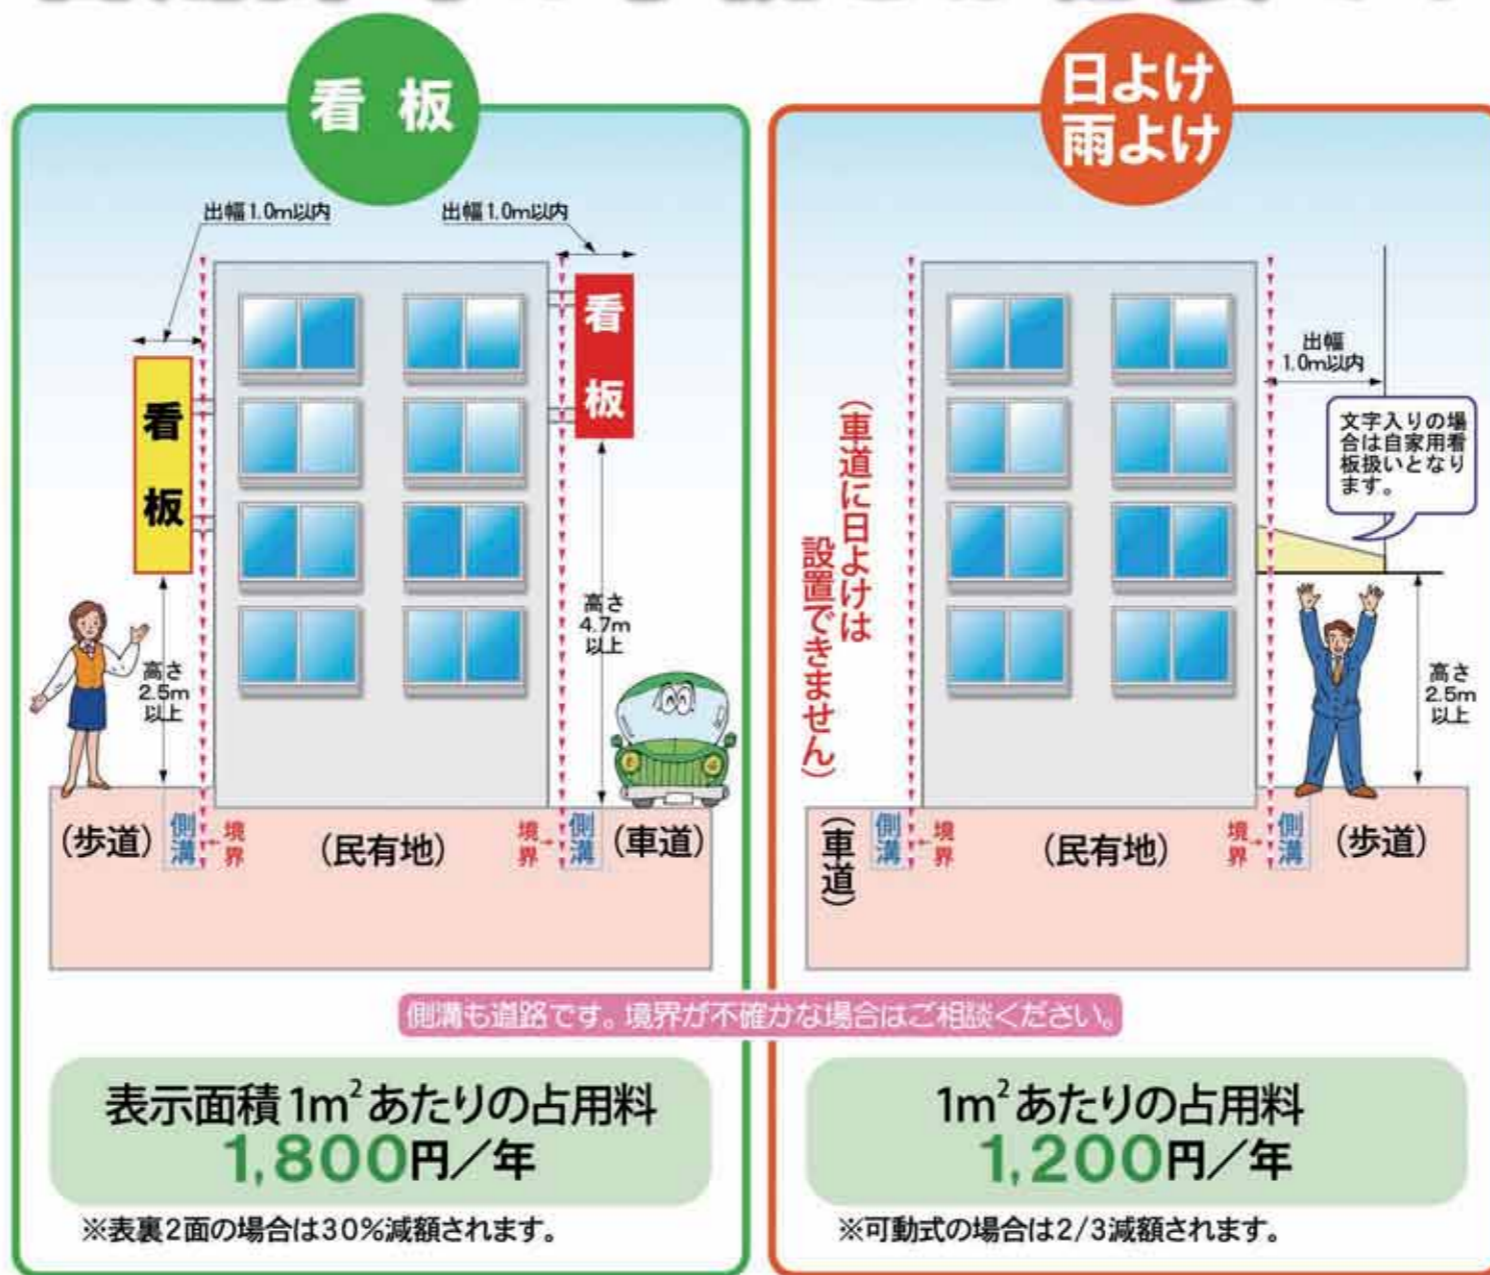 看 板
出幅1.0m以内
出幅1.0m以内
看板
看板
高さ
2.5m
以上
高さ
4.7m
以上
(歩道)
側溝
境界
(民有地)
境界
側溝
(車道)
日よけ
雨よけ
出幅
1.0m以内
文字入りの場
合は自家用看
板扱いとなり
ます。
(車道に日よけは
設置できません)
高さ
2.5m
以上
(車道)
側溝
境界
(民有地)
境界
側溝
(歩道)
側溝も道路です。境界が不確かな場合はご相談ください。
表示面積1m²あたりの占用料
1,800円/年
※表裏2面の場合は30%減額されます。
1m²あたりの占用料
1,200円/年
※可動式の場合は2/3減額されます。